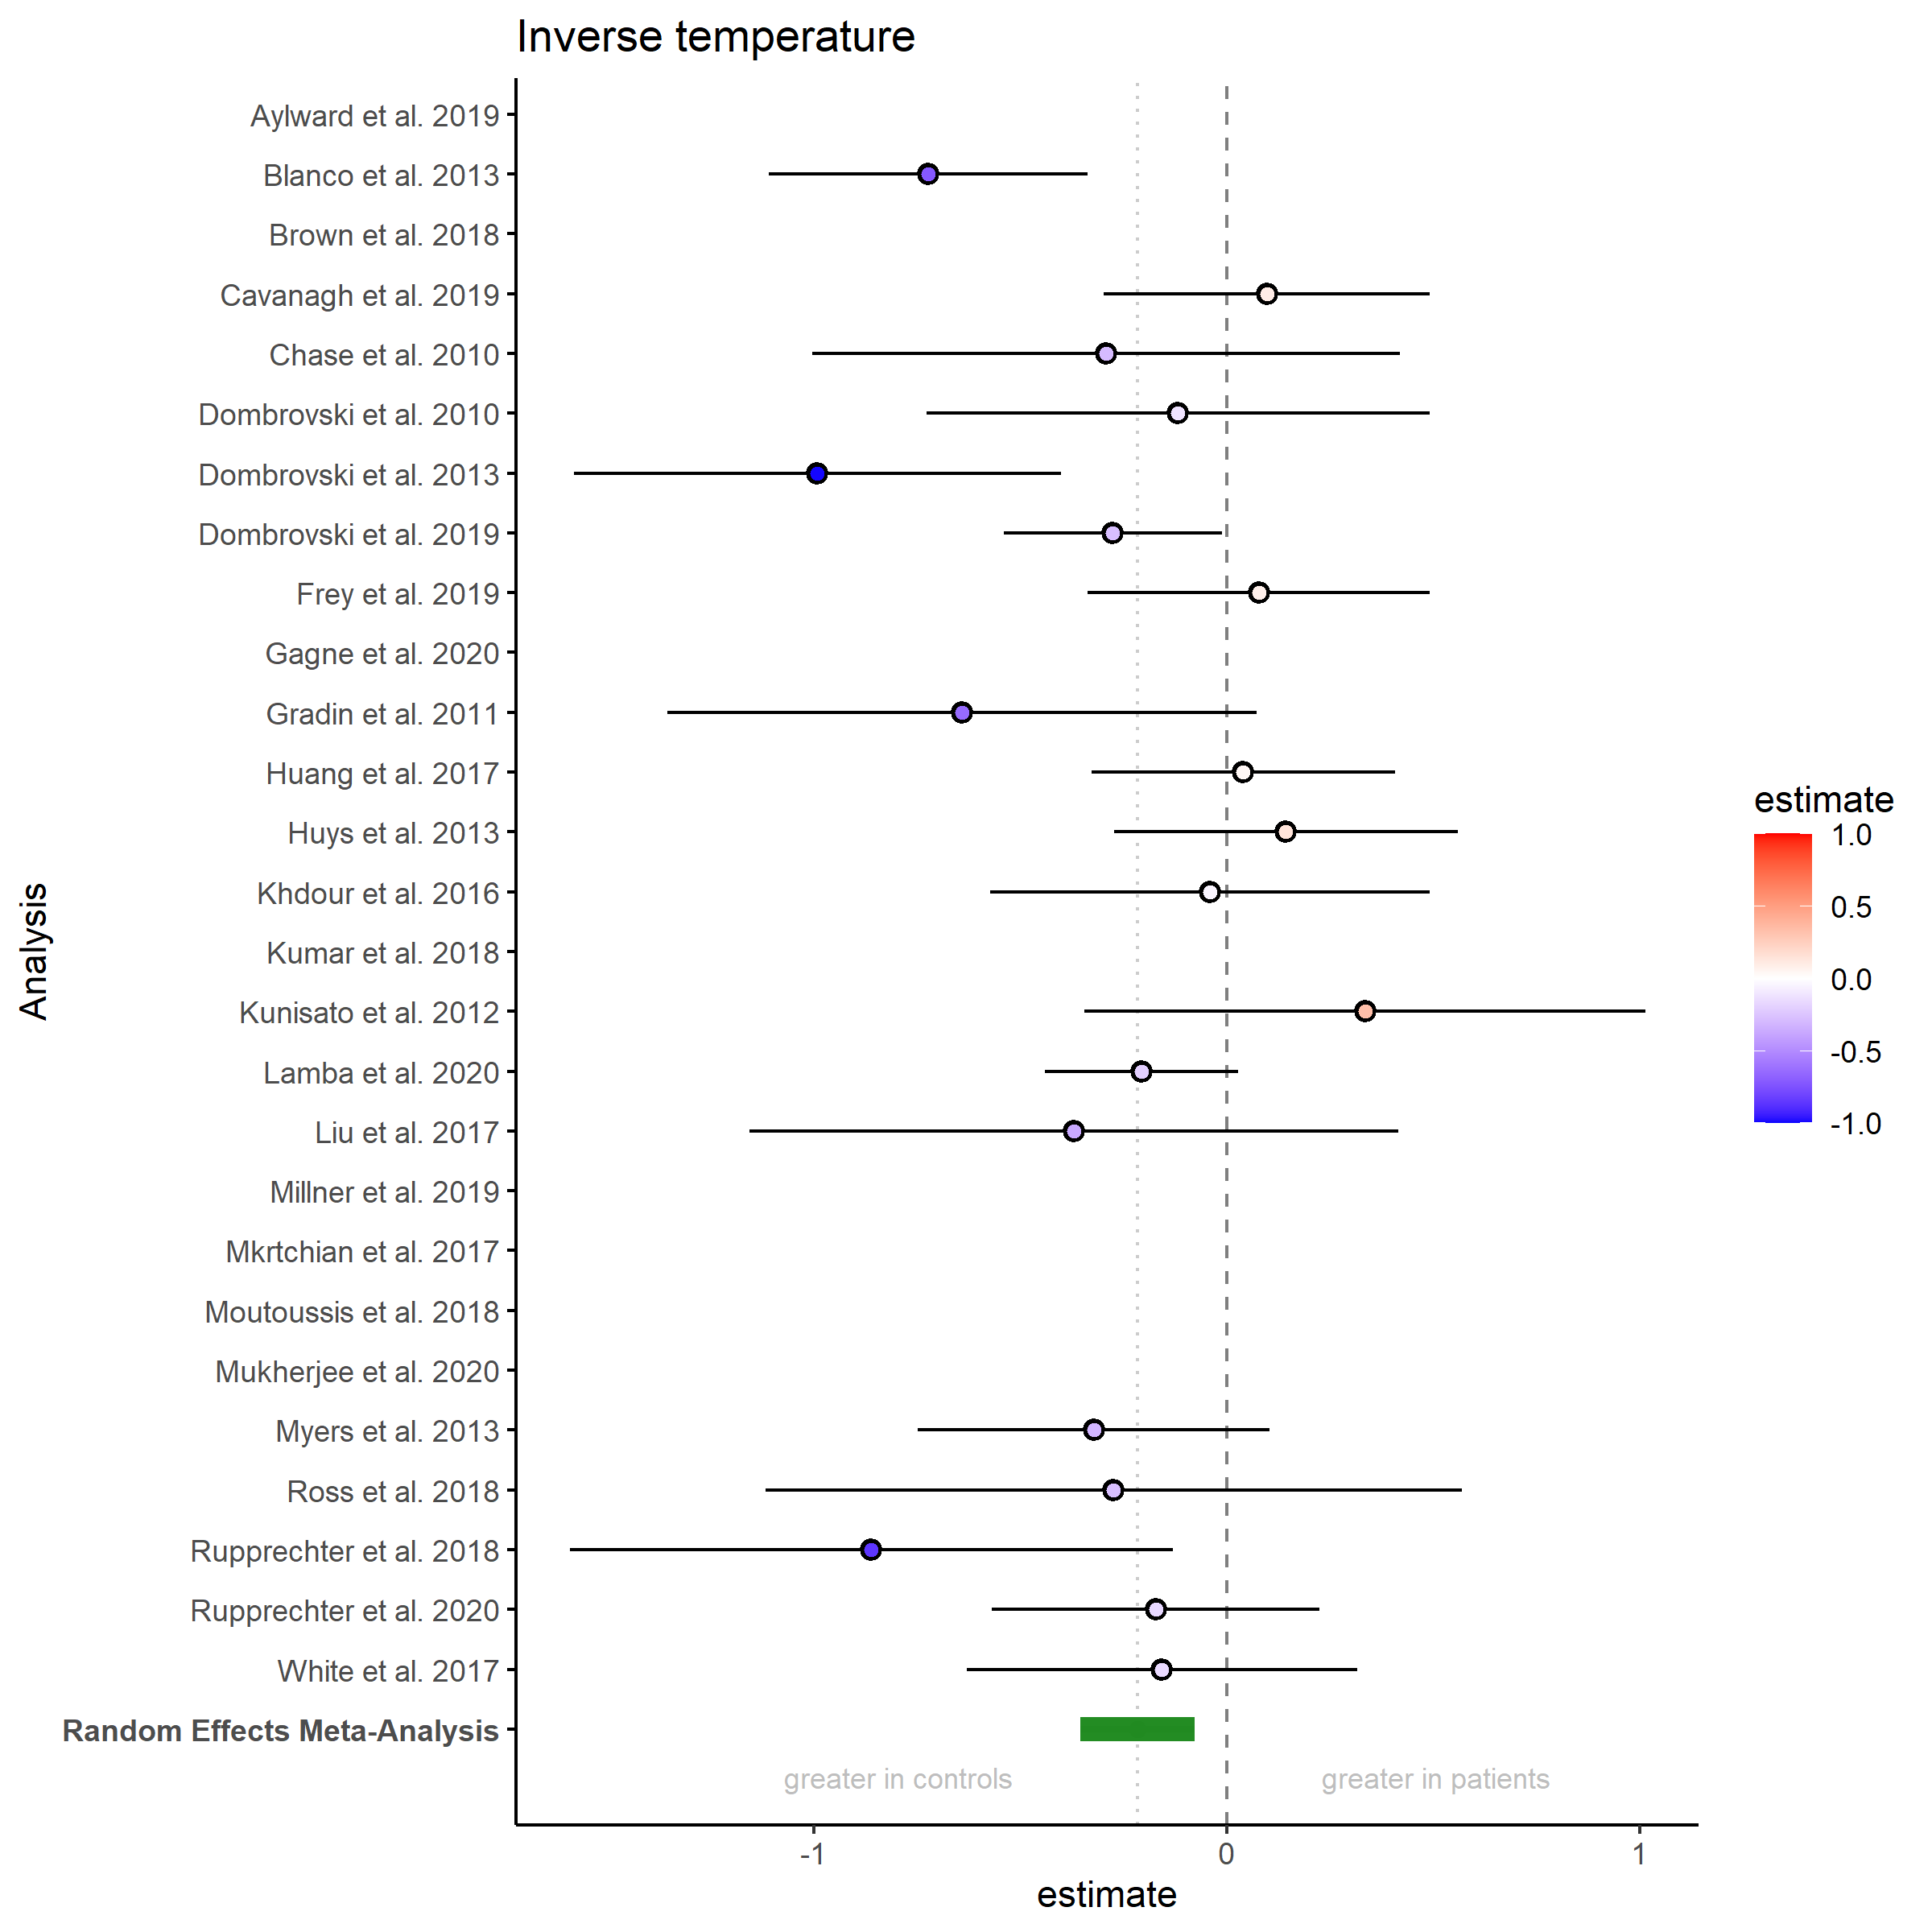 Inverse temperature
Analysis
Aylward et al. 2019
Blanco et al. 2013
Brown et al. 2018
Cavanagh et al. 2019
Chase et al. 2010
Dombrovski et al. 2010
Dombrovski et al. 2013
Dombrovski et al. 2019
Frey et al. 2019
Gagne et al. 2020
Gradin et al. 2011
Huang et al. 2017
Huys et al. 2013
Khdour et al. 2016
Kumar et al. 2018
Kunisato et al. 2012
Lamba et al. 2020
Liu et al. 2017
Millner et al. 2019
Mkrtchian et al. 2017
Moutoussis et al. 2018
Mukherjee et al. 2020
Myers et al. 2013
Ross et al. 2018
Rupprechter et al. 2018
Rupprechter et al. 2020
White et al. 2017
Random Effects Meta-Analysis
greater in controls
greater in patients
-1
0
1
estimate
estimate
1.0
0.5
0.0
-0.5
-1.0